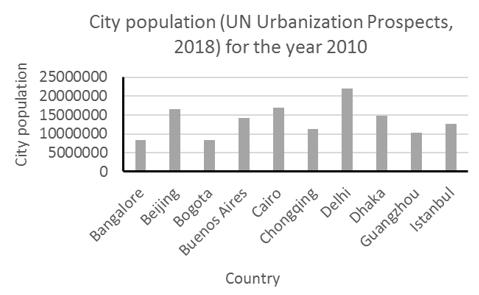 City population (UN Urbanization Prospects,
2018) for the year 2010
City population
25000000
20000000
15000000
10000000
5000000
0
Bangalore
Beijing
Bogota
Buenos Aires
Cairo
Chongqing
Delhi
Dhaka
Guangzhou
Istanbul
Country